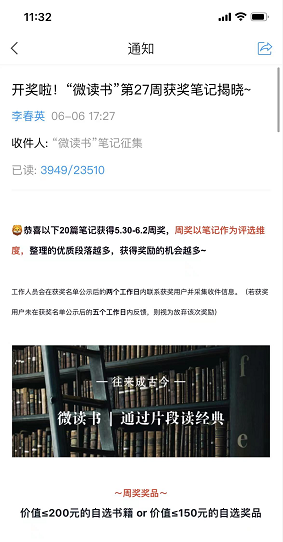 11:32
通知
开奖啦！“微读书”第27周获奖笔记揭晓~
李春英 06-06 17:27
收件人: “微读书”笔记征集
已读: 3949/23510
恭喜以下20篇笔记获得5.30-6.2周奖，周奖以笔记作为评选维
度，整理的优质段落越多，获得奖励的机会越多~
工作人员会在获奖名单公示后的两个工作日内联系获奖用户并采集收件信息。（若获奖
用户未在获奖名单公示后的五个工作日内反馈，则视为放弃该次奖励）
往来成古今
微读书 | 通过片段读经典
f
e
～周奖奖品～
价值≤200元的自选书籍 or 价值≤150元的自选奖品